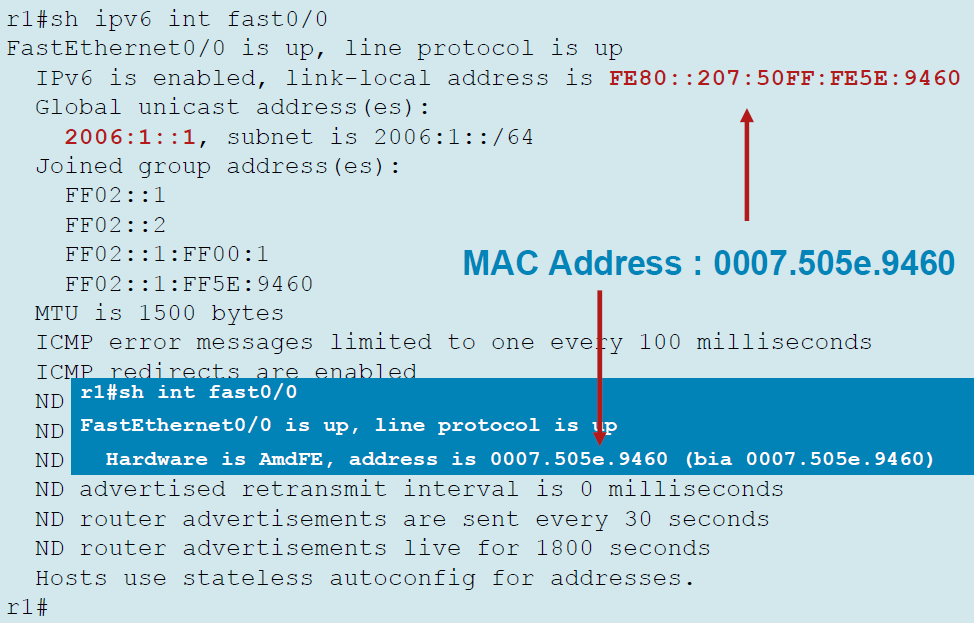 r1#sh ipv6 int fast0/0
FastEthernet0/0 is up, line protocol is up
IPv6 is enabled, link-local address is FE80::207:50FF:FE5E:9460
Global unicast address(es):
2006:1::1, subnet is 2006:1::/64
Joined group address(es):
FF02::1
FF02::2
FF02::1:FF00:1
FF02::1:FF5E:9460
MAC Address : 0007.505e.9460
MTU is 1500 bytes
ICMP error messages limited to one every 100 milliseconds
ICMP redirects are enabled
ND
ND
ND
r1#sh int fast0/0
FastEthernet0/0 is up, line protocol is up
Hardware is AmdFE, address is 0007.505e.9460 (bia 0007.505e.9460)
ND advertised retransmit interval is 0 milliseconds
ND router advertisements are sent every 30 seconds
ND router advertisements live for 1800 seconds
Hosts use stateless autoconfig for addresses.
r1#